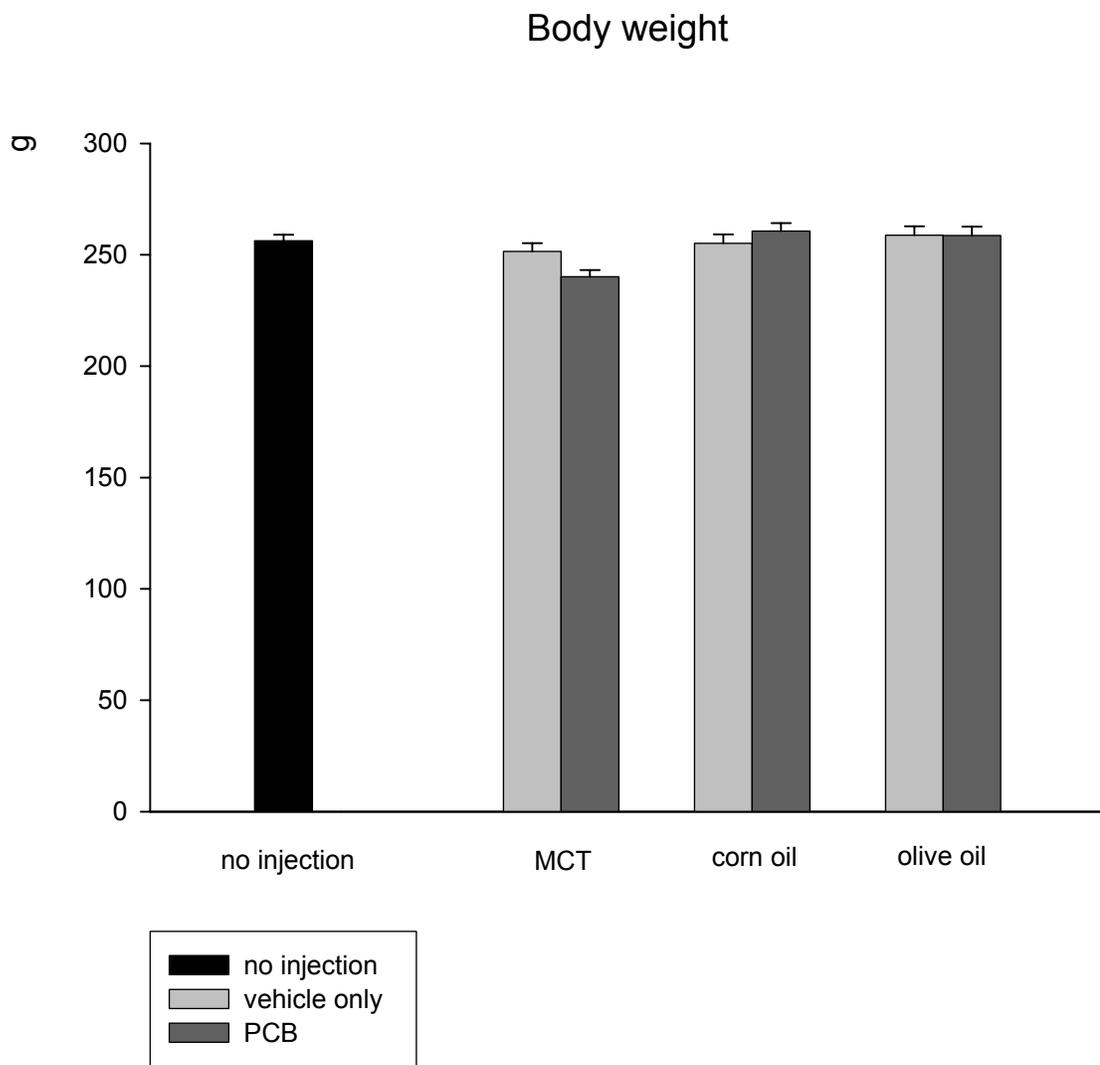 Body weight
g
300
250
200
150
100
50
0
no injection
MCT
corn oil
olive oil
no injection
vehicle only
PCB